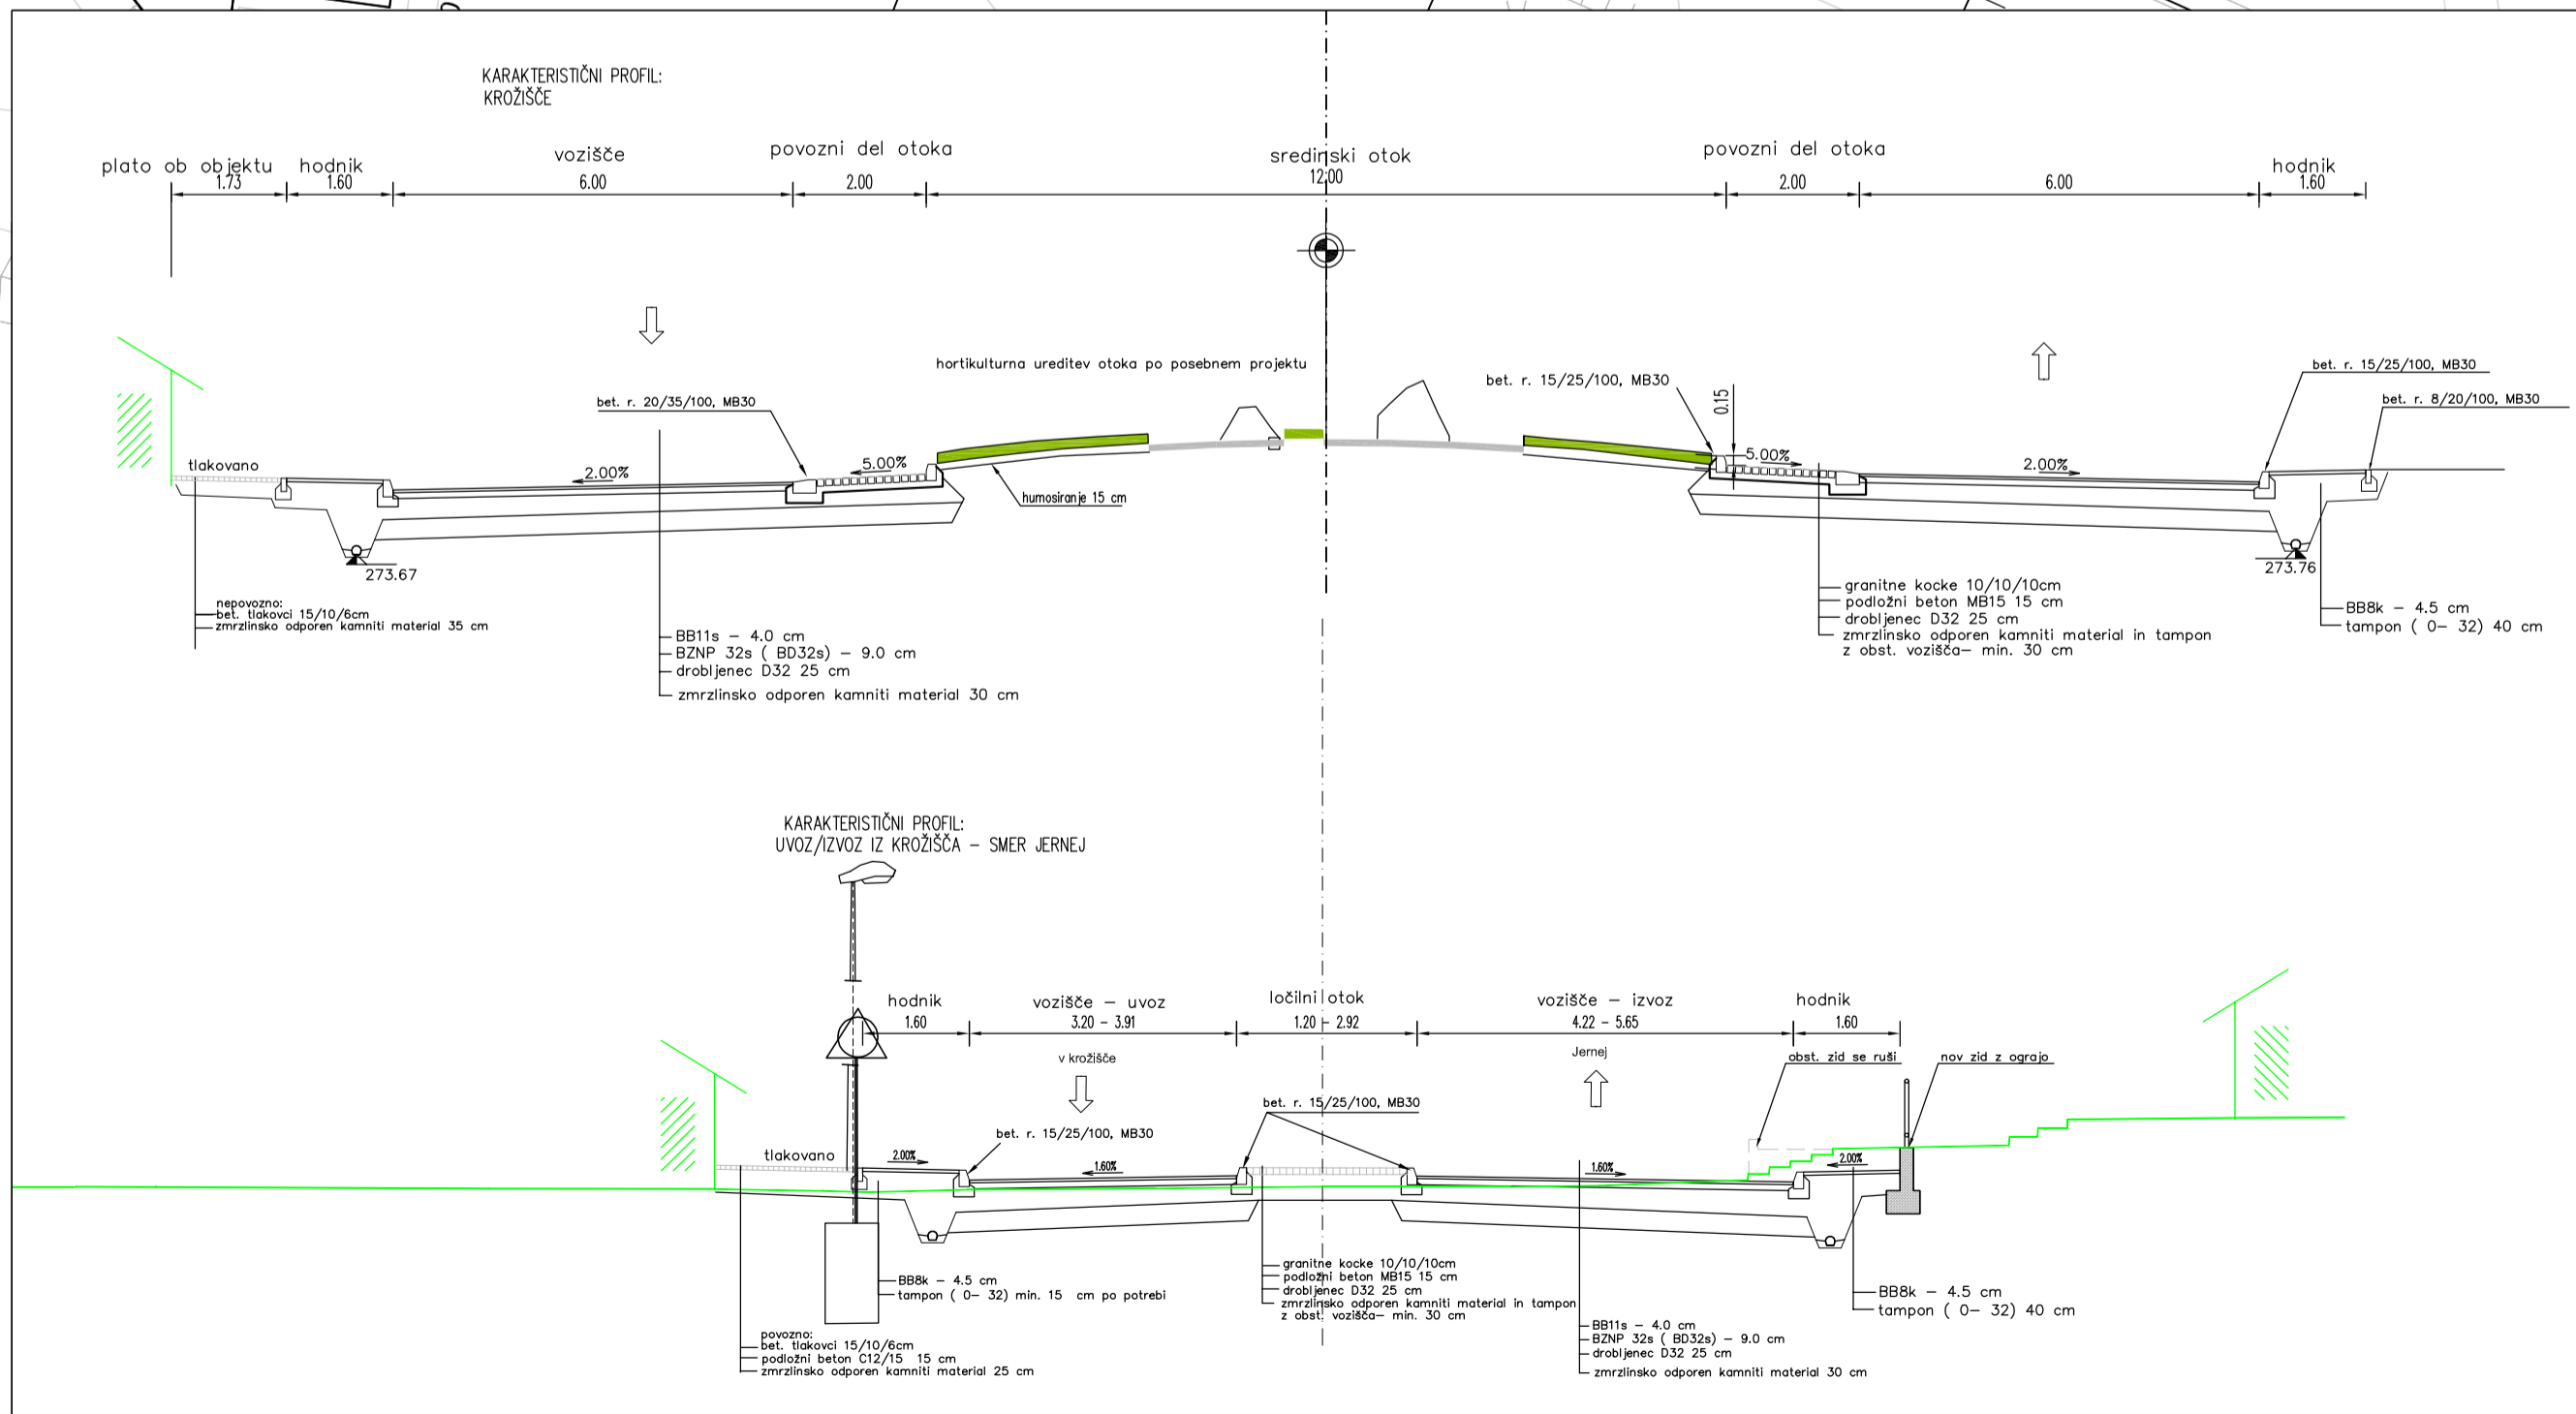 KARAKTERISTIČNI PROFIL:
KROŽIŠČE
plato ob objektu
hodnik
vozišče
povozni del otoka
sredinski otok
povozni del otoka
hodnik
1.73
1.60
6.00
2.00
12.00
2.00
6.00
1.60
hortikulturna ureditev otoka po posebnem projektu
bet. r. 20/35/100, MB30
bet. r. 15/25/100, MB30
0.15
bet. r. 15/25/100, MB30
bet. r. 8/20/100, MB30
tlakovano
2.00%
5.00%
humosiranje 15 cm
5.00%
2.00%
273.67
273.76
nepovozno:
bet. tlakovci 15/10/6cm
zmrzlinsko odporen kamniti material 35 cm
BB11s – 4.0 cm
BZNP 32s ( BD32s) – 9.0 cm
drobljenec D32 25 cm
zmrzlinsko odporen kamniti material 30 cm
granitne kocke 10/10/10cm
podložni beton MB15 15 cm
drobljenec D32 25 cm
zmrzlinsko odporen kamniti material in tampon
z obst. vozišča– min. 30 cm
BB8k – 4.5 cm
tampon ( 0– 32) 40 cm
KARAKTERISTIČNI PROFIL:
UVOZ/IZVOZ IZ KROŽIŠČA – SMER JERNEJ
hodnik
vozišče – uvoz
ločilni otok
vozišče – izvoz
hodnik
1.60
3.20 - 3.91
1.20 - 2.92
4.22 - 5.65
1.60
v krožišče
Jernej
obst. zid se ruši
nov zid z ograjo
bet. r. 15/25/100, MB30
bet. r. 15/25/100, MB30
tlakovano
2.00%
1.60%
1.60%
2.00%
BB8k – 4.5 cm
tampon ( 0– 32) min. 15 cm po potrebi
povozno:
bet. tlakovci 15/10/6cm
podložni beton C12/15 15 cm
zmrzlinsko odporen kamniti material 25 cm
granitne kocke 10/10/10cm
podložni beton MB15 15 cm
drobljenec D32 25 cm
zmrzlinsko odporen kamniti material in tampon
z obst. vozišča– min. 30 cm
BB11s – 4.0 cm
BZNP 32s ( BD32s) – 9.0 cm
drobljenec D32 25 cm
zmrzlinsko odporen kamniti material 30 cm
BB8k – 4.5 cm
tampon ( 0– 32) 40 cm